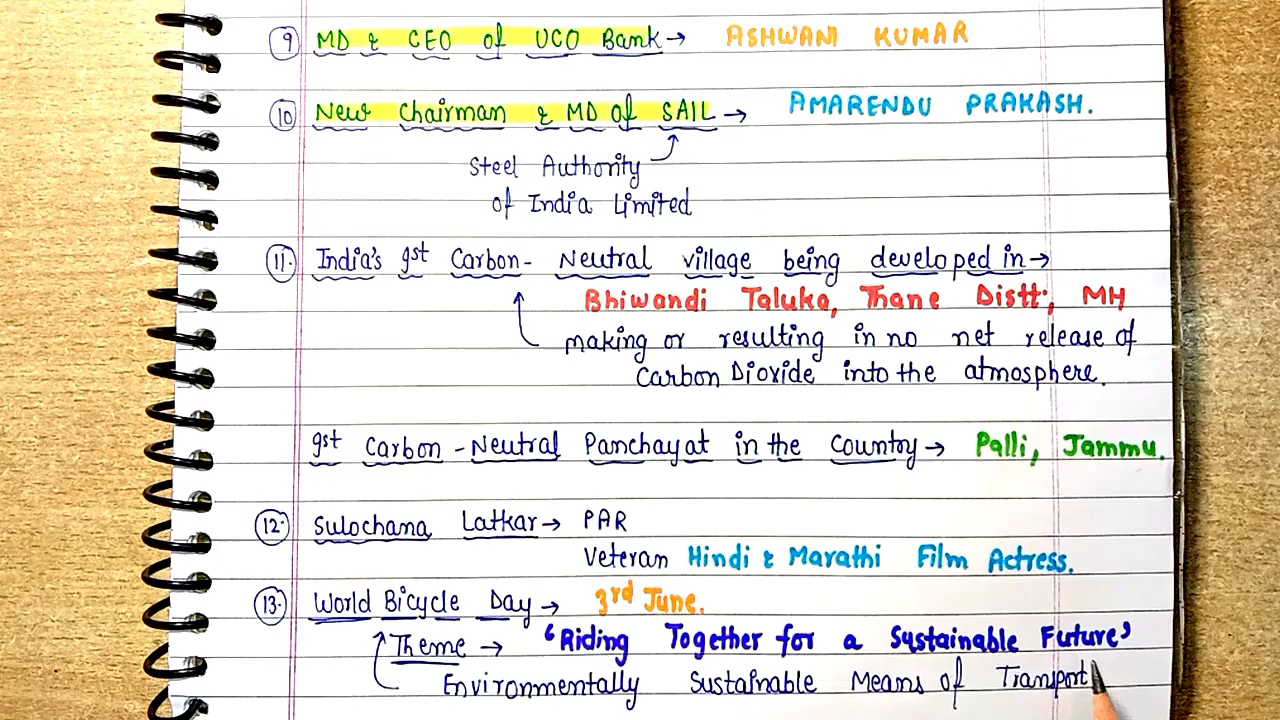 9 MD & CEO of UCO Bank → ASHWANI KUMAR
10 New Chairman & MD of SAIL → AMARENDU PRAKASH.
Steel Authority
of India Limited
11. India's 9st Carbon- Neutral village being developed in →
Bhiwandi Taluka, Thane Distt., MH
making or resulting in no net release of
Carbon Dioxide into the atmosphere.
9st Carbon-Neutral Panchayat in the Country → Palli, Jammu.
12. Sulochana Latkar → PAR
Veteran Hindi & Marathi Film Actress.
13. World Bicycle Day → 3rd June.
Theme → 'Riding Together for a Sustainable Future'
Environmentally Sustainable Means of Transport